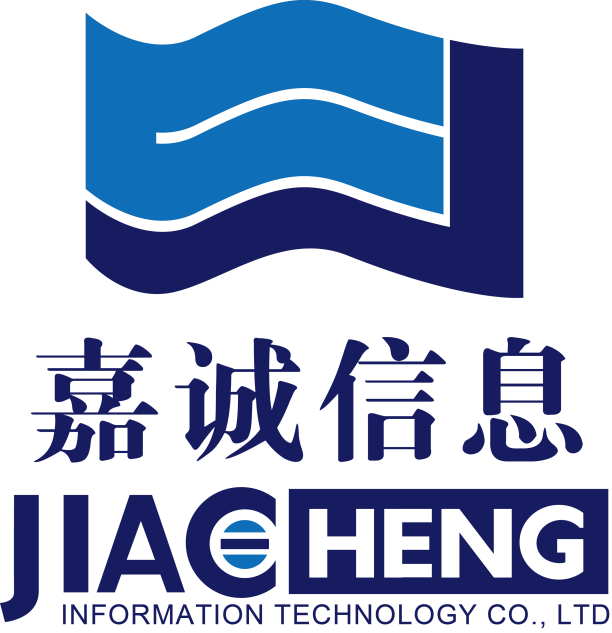 嘉诚信息
JIACHENG
INFORMATION TECHNOLOGY CO., LTD